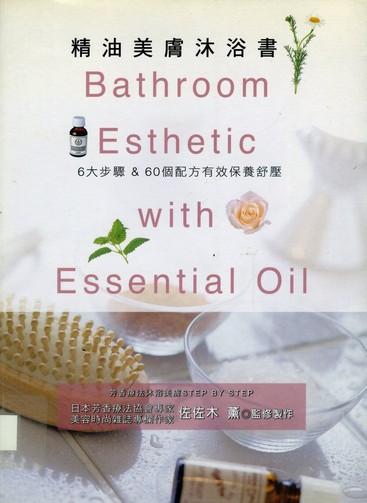 精油美膚沐浴書
Bathroom
Esthetic
6大步驟 & 60個配方有效保養舒壓
with
Essential Oil
芳香療法沐浴美膚STEP BY STEP
日本芳香療法協會專家
美容時尚雜誌專欄作家
佐佐木 薰◎監修製作